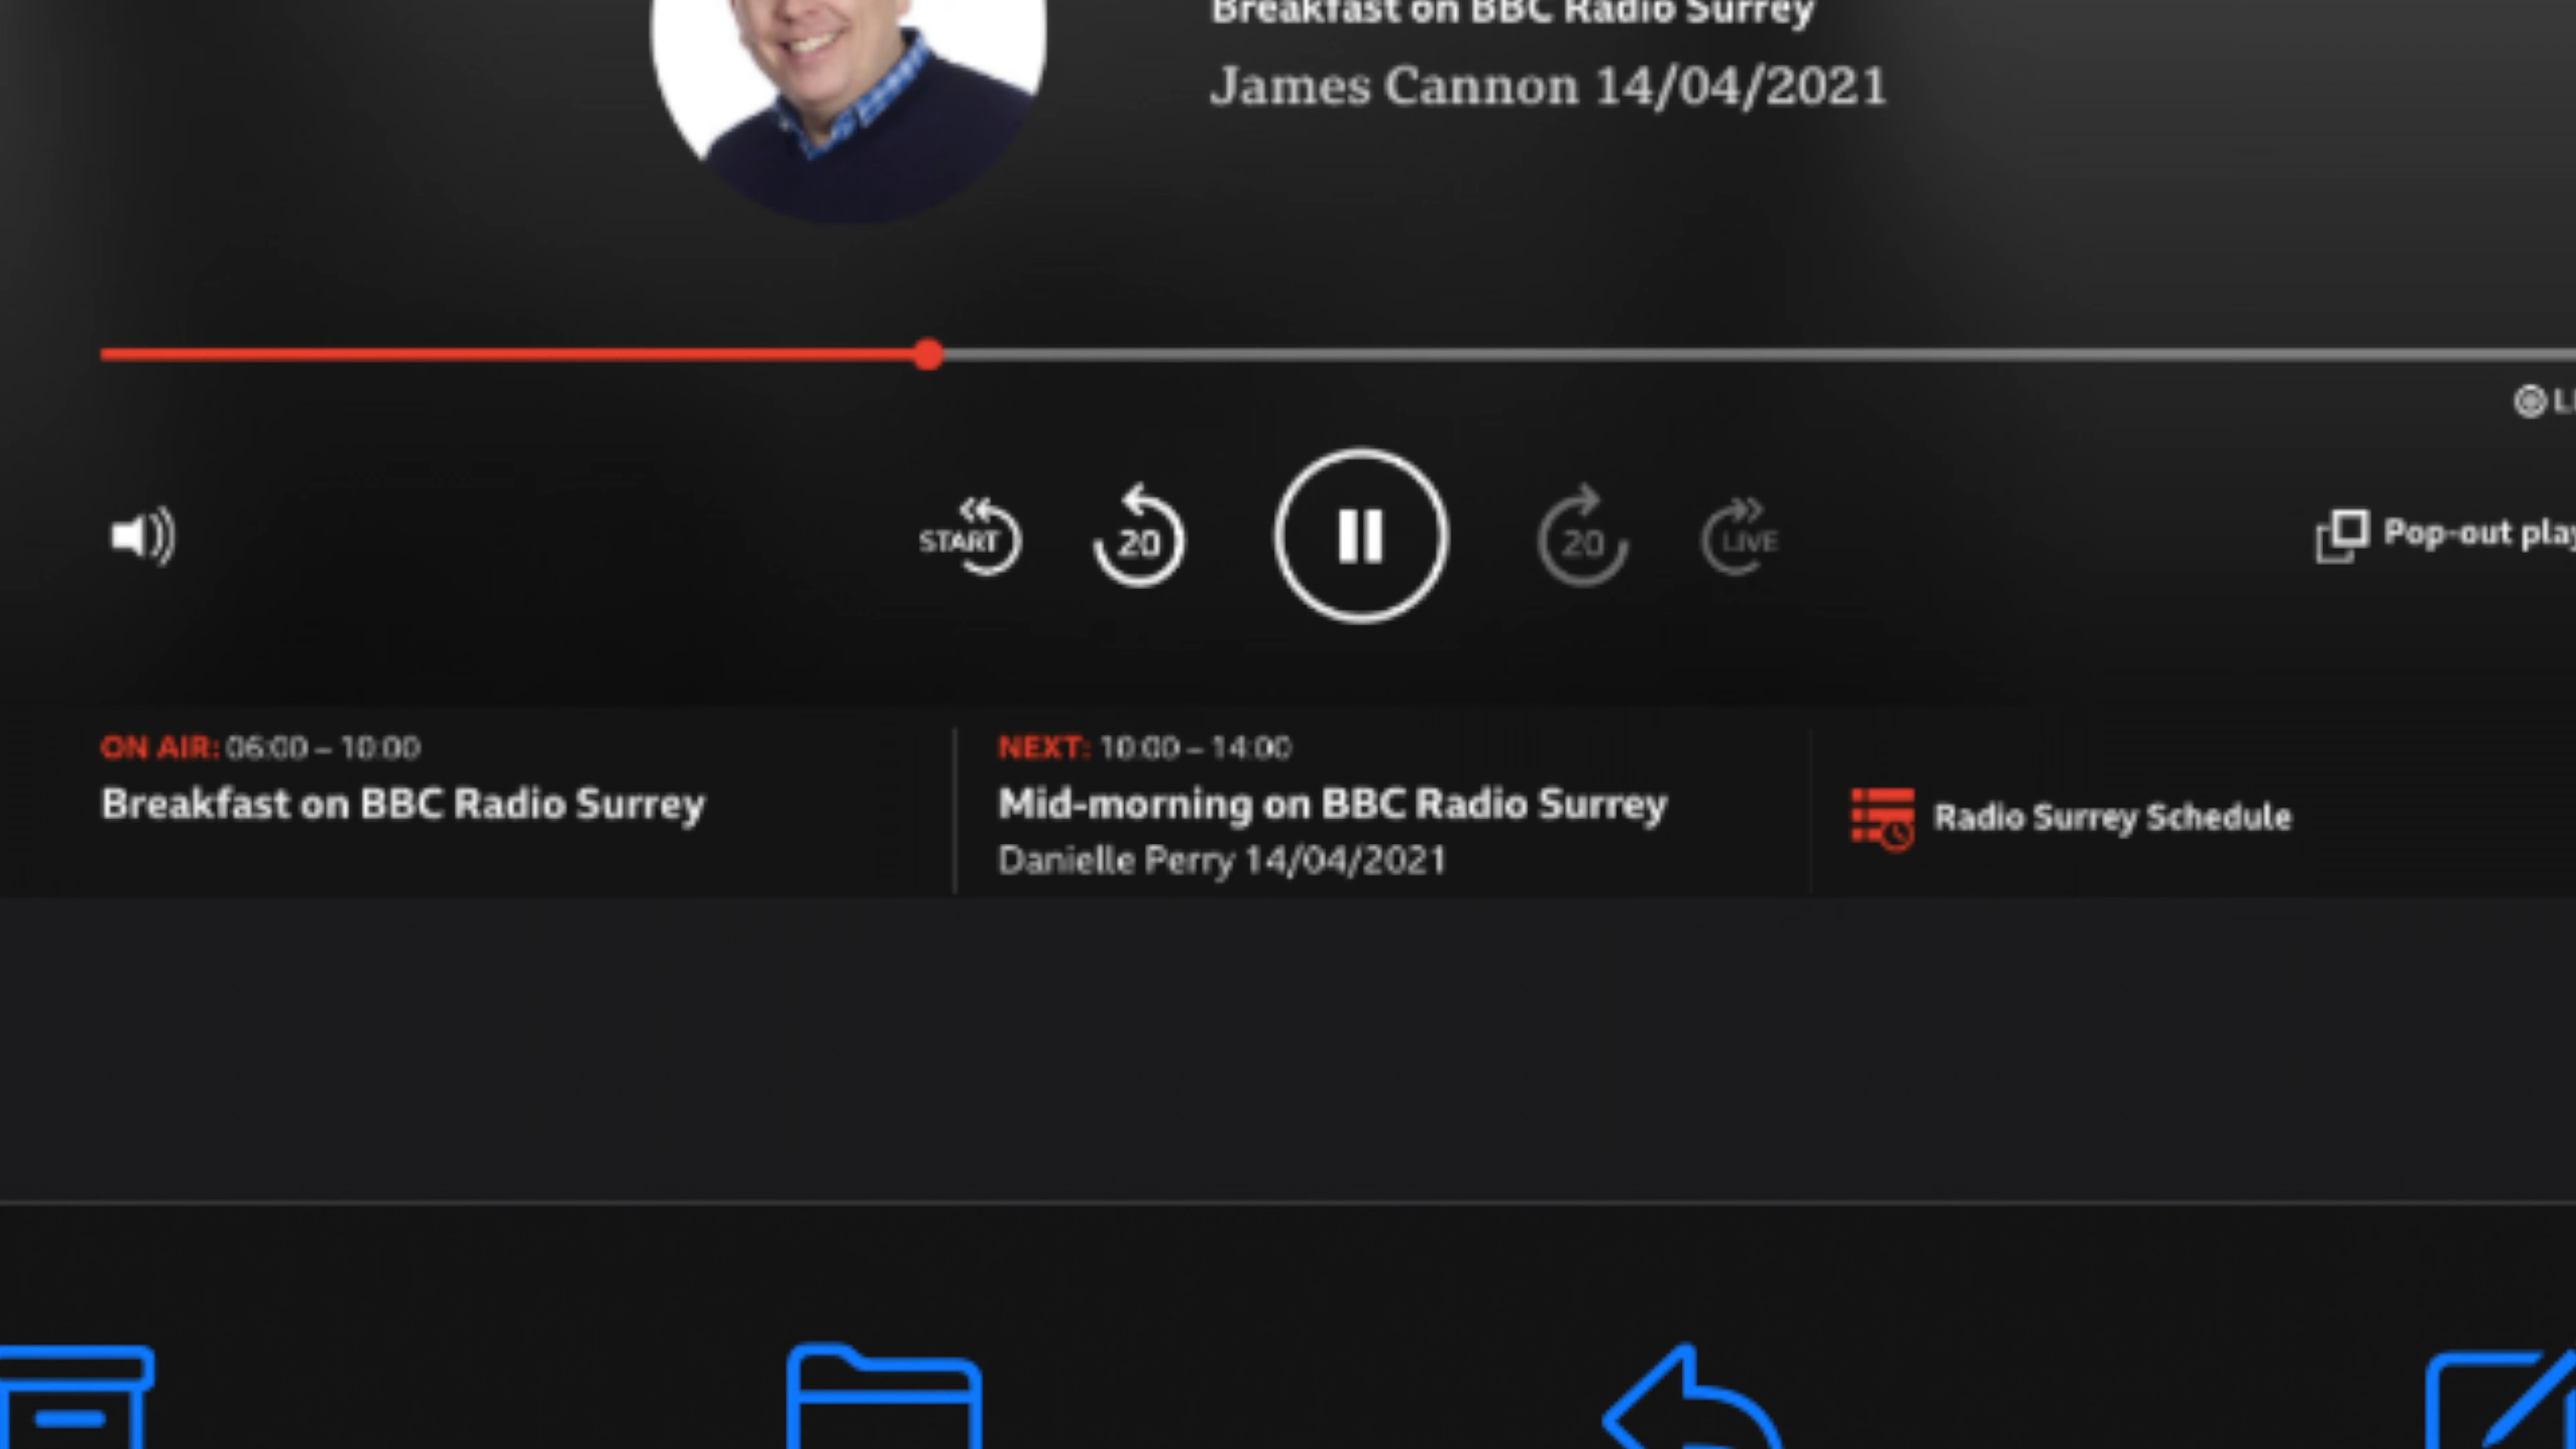 Breakfast on BBC Radio Surrey
James Cannon 14/04/2021
START
20
20
LIVE
Pop-out
ON AIR: 06:00 – 10:00
Breakfast on BBC Radio Surrey
NEXT: 10:00 – 14:00
Mid-morning on BBC Radio Surrey
Danielle Perry 14/04/2021
Radio Surrey Schedule